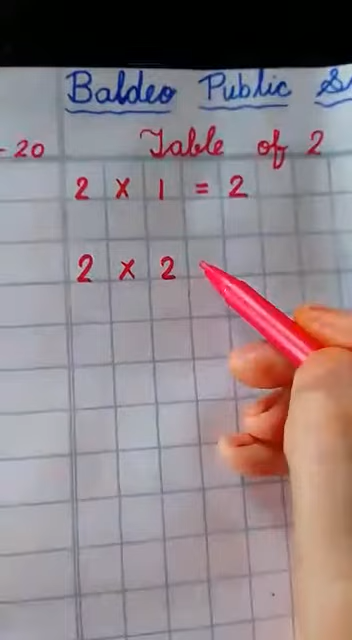 Baldeo Public
- 20 Table of 2
2 × 1 = 2
2 × 2